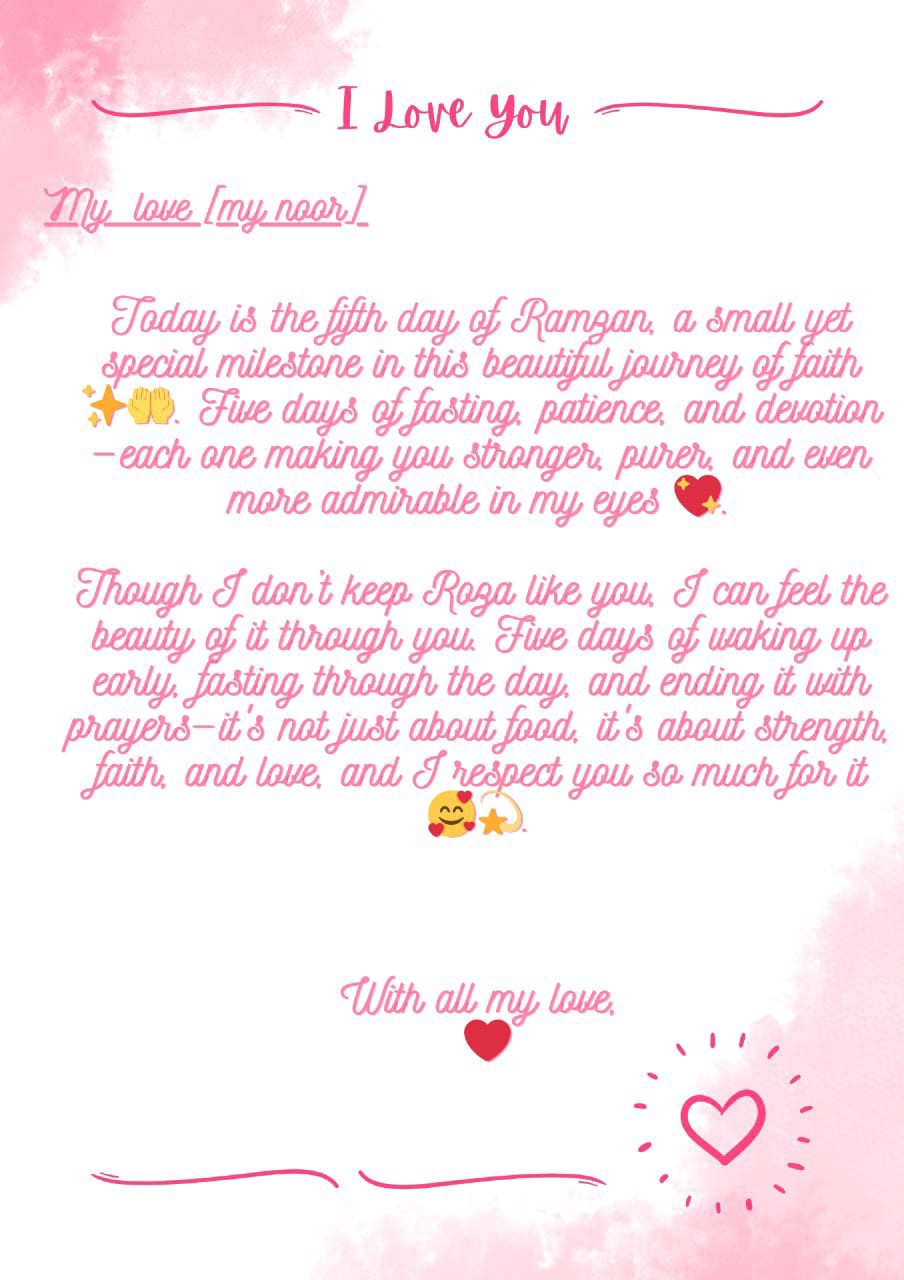 I Love You
My love [my noor]
Today is the fifth day of Ramzan, a small yet
special milestone in this beautiful journey of faith
✨🤲. Five days of fasting, patience, and devotion
—each one making you stronger, purer, and even
more admirable in my eyes 💖.
Though I don't keep Roza like you, I can feel the
beauty of it through you. Five days of waking up
early, fasting through the day, and ending it with
prayers—it's not just about food, it's about strength,
faith, and love, and I respect you so much for it
🥰💫.
With all my love,
❤️